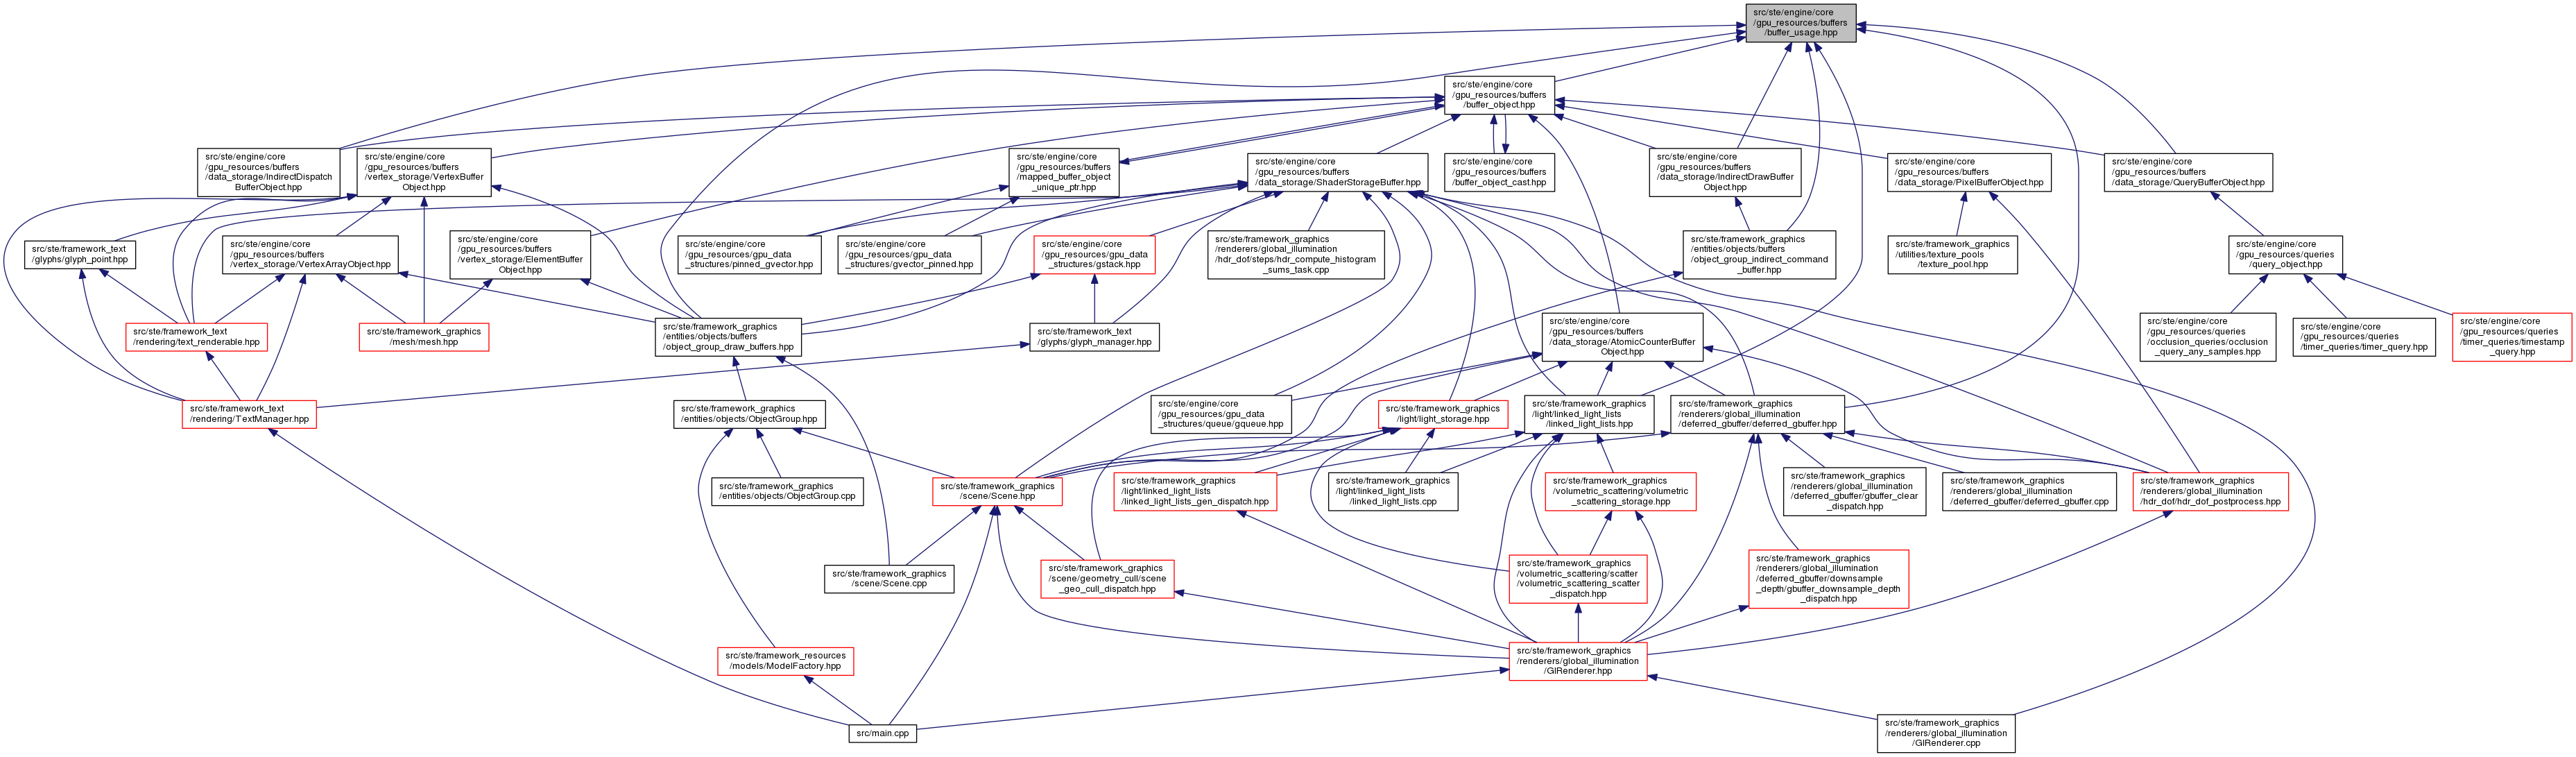 src/ste/engine/core
/gpu_resources/buffers
/buffer_usage.hpp
src/ste/engine/core
/gpu_resources/buffers
/buffer_object.hpp
src/ste/engine/core
/gpu_resources/buffers
/data_storage/IndirectDispatch
BufferObject.hpp
src/ste/engine/core
/gpu_resources/buffers
/vertex_storage/VertexBuffer
Object.hpp
src/ste/engine/core
/gpu_resources/buffers
/mapped_buffer_object
_unique_ptr.hpp
src/ste/engine/core
/gpu_resources/buffers
/data_storage/ShaderStorageBuffer.hpp
src/ste/engine/core
/gpu_resources/buffers
/buffer_object_cast.hpp
src/ste/engine/core
/gpu_resources/buffers
/data_storage/IndirectDrawBuffer
Object.hpp
src/ste/engine/core
/gpu_resources/buffers
/data_storage/PixelBufferObject.hpp
src/ste/engine/core
/gpu_resources/buffers
/data_storage/QueryBufferObject.hpp
src/ste/framework_text
/glyphs/glyph_point.hpp
src/ste/engine/core
/gpu_resources/buffers
/vertex_storage/VertexArrayObject.hpp
src/ste/engine/core
/gpu_resources/buffers
/vertex_storage/ElementBuffer
Object.hpp
src/ste/engine/core
/gpu_resources/gpu_data
_structures/pinned_gvector.hpp
src/ste/engine/core
/gpu_resources/gpu_data
_structures/gvector_pinned.hpp
src/ste/engine/core
/gpu_resources/gpu_data
_structures/gstack.hpp
src/ste/framework_graphics
/renderers/global_illumination
/hdr_dof/steps/hdr_compute_histogram
_sums_task.cpp
src/ste/framework_graphics
/entities/objects/buffers
/object_group_indirect_command
_buffer.hpp
src/ste/framework_graphics
/utilities/texture_pools
/texture_pool.hpp
src/ste/engine/core
/gpu_resources/queries
/query_object.hpp
src/ste/framework_text
/rendering/text_renderable.hpp
src/ste/framework_graphics
/mesh/mesh.hpp
src/ste/framework_graphics
/entities/objects/buffers
/object_group_draw_buffers.hpp
src/ste/framework_text
/glyphs/glyph_manager.hpp
src/ste/engine/core
/gpu_resources/buffers
/data_storage/AtomicCounterBuffer
Object.hpp
src/ste/engine/core
/gpu_resources/queries
/occlusion_queries/occlusion
_query_any_samples.hpp
src/ste/engine/core
/gpu_resources/queries
/timer_queries/timer_query.hpp
src/ste/engine/core
/gpu_resources/queries
/timer_queries/timestamp
_query.hpp
src/ste/framework_text
/rendering/TextManager.hpp
src/ste/framework_graphics
/entities/objects/ObjectGroup.hpp
src/ste/engine/core
/gpu_resources/gpu_data
_structures/queue/gqueue.hpp
src/ste/framework_graphics
/light/light_storage.hpp
src/ste/framework_graphics
/light/linked_light_lists
/linked_light_lists.hpp
src/ste/framework_graphics
/renderers/global_illumination
/deferred_gbuffer/deferred_gbuffer.hpp
src/ste/framework_graphics
/entities/objects/ObjectGroup.cpp
src/ste/framework_graphics
/scene/Scene.hpp
src/ste/framework_graphics
/light/linked_light_lists
/linked_light_lists_gen_dispatch.hpp
src/ste/framework_graphics
/light/linked_light_lists
/linked_light_lists.cpp
src/ste/framework_graphics
/volumetric_scattering/volumetric
_scattering_storage.hpp
src/ste/framework_graphics
/renderers/global_illumination
/deferred_gbuffer/gbuffer_clear
_dispatch.hpp
src/ste/framework_graphics
/renderers/global_illumination
/deferred_gbuffer/deferred_gbuffer.cpp
src/ste/framework_graphics
/renderers/global_illumination
/hdr_dof/hdr_dof_postprocess.hpp
src/ste/framework_graphics
/scene/Scene.cpp
src/ste/framework_graphics
/scene/geometry_cull/scene
_geo_cull_dispatch.hpp
src/ste/framework_graphics
/volumetric_scattering/scatter
/volumetric_scattering_scatter
_dispatch.hpp
src/ste/framework_graphics
/renderers/global_illumination
/deferred_gbuffer/downsample
_depth/gbuffer_downsample_depth
_dispatch.hpp
src/ste/framework_resources
/models/ModelFactory.hpp
src/ste/framework_graphics
/renderers/global_illumination
/GIRenderer.hpp
src/main.cpp
src/ste/framework_graphics
/renderers/global_illumination
/GIRenderer.cpp